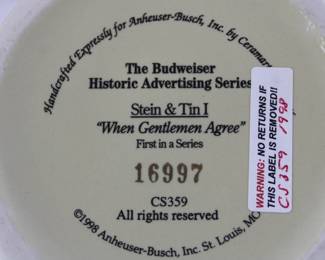 Handcrafted Expressly for Anheuser-Busch, Inc. by Ceramar
The Budweiser
Historic Advertising Series
Stein & Tin I
"When Gentlemen Agree"
First in a Series
16997
CS359
All rights reserved
©1998 Anheuser-Busch, Inc. St. Louis, MO
WARNING: NO RETURNS IF
THIS LABEL IS REMOVED!!
CS359 1998